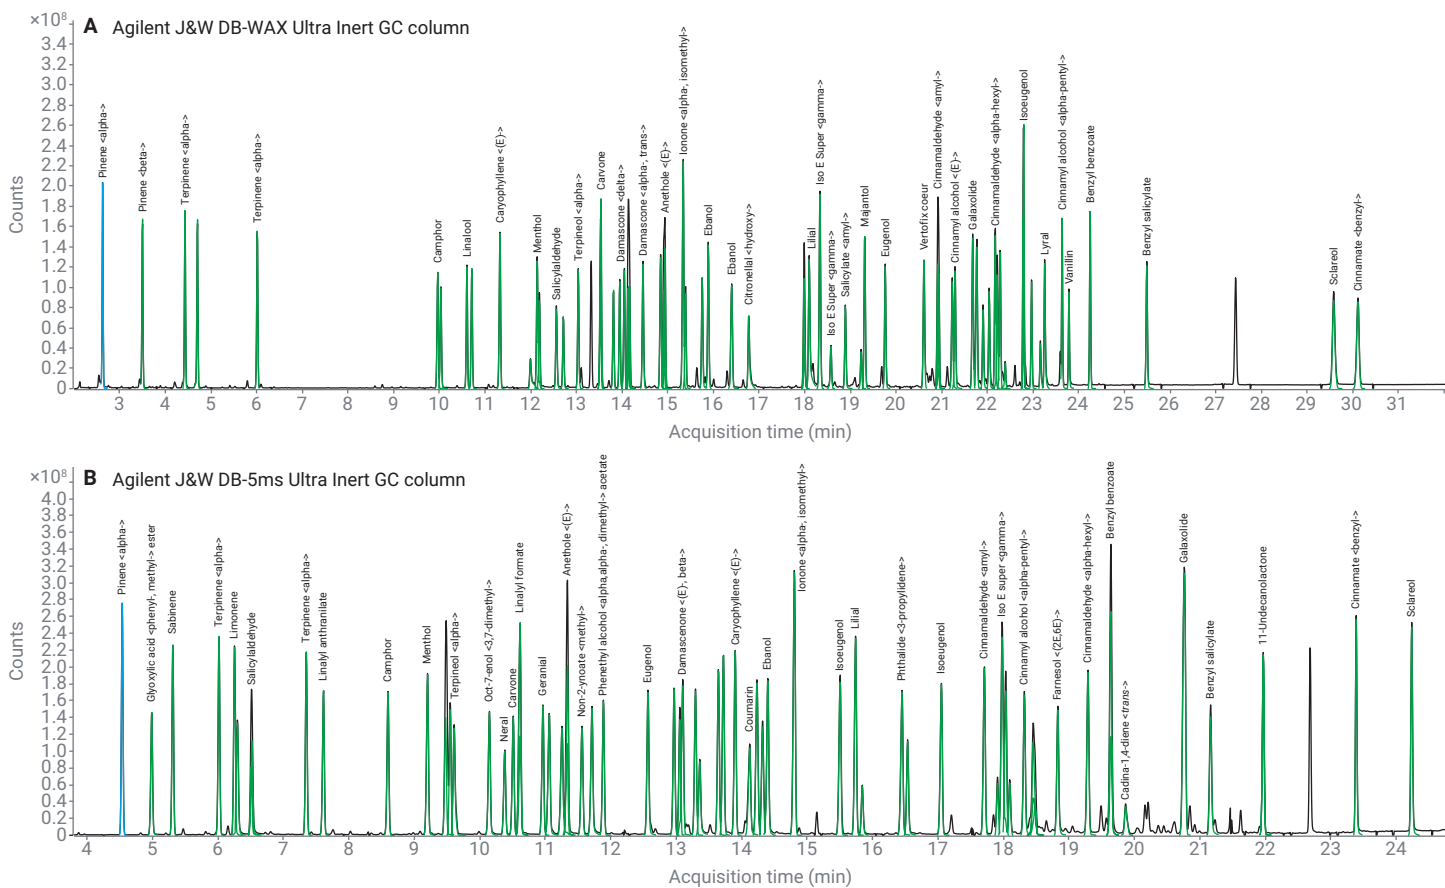 ×10⁸
A Agilent J&W DB-WAX Ultra Inert GC column
Counts
3.4
3.2
3.0
2.8
2.6
2.4
2.2
2.0
1.8
1.6
1.4
1.2
1.0
0.8
0.6
0.4
0.2
0
Pinene <alpha->
Pinene <beta->
Terpinene <alpha->
Terpinene <alpha->
Camphor
Linalool
Caryophyllene <(E)->
Menthol
Salicylaldehyde
Terpineol <alpha->
Carvone
Damascone <delta->
Damascone <alpha-, trans->
Anethole <(E)->
Ionone <alpha-, isomethyl->
Ebanol
Ebanol
Citronellal <hydroxy->
Lilial
Iso E Super <gamma->
Iso E Super <gamma->
Salicylate <amyl->
Majantol
Eugenol
Vertofix coeur
Cinnamaldehyde <amyl->
Cinnamyl alcohol <(E)->
Galaxolide
Cinnamaldehyde <alpha-hexyl->
Isoeugenol
Lyral
Cinnamyl alcohol <alpha-pentyl->
Vanillin
Benzyl benzoate
Benzyl salicylate
Sclareol
Cinnamate <benzyl->
3 4 5 6 7 8 9 10 11 12 13 14 15 16 17 18 19 20 21 22 23 24 25 26 27 28 29 30 31
Acquisition time (min)
×10⁸
B Agilent J&W DB-5ms Ultra Inert GC column
Counts
4.0
3.8
3.6
3.4
3.2
3.0
2.8
2.6
2.4
2.2
2.0
1.8
1.6
1.4
1.2
1.0
0.8
0.6
0.4
0.2
0
Pinene <alpha->
Glyoxylic acid <phenyl-, methyl-> ester
Sabinene
Terpinene <alpha->
Limonene
Salicylaldehyde
Terpinene <alpha->
Linalyl anthranilate
Camphor
Menthol
Terpineol <alpha->
Oct-7-enol <3,7-dimethyl->
Neral
Carvone
Linalyl formate
Geranial
Anethole <(E)->
Non-2-ynoate <methyl->
Phenethyl alcohol <alpha,alpha-, dimethyl-> acetate
Eugenol
Damascenone <(E), beta->
Caryophyllene <(E)->
Coumarin
Ebanol
Ionone <alpha-, isomethyl->
Isoeugenol
Lilial
Phthalide <3-propylidene->
Isoeugenol
Cinnamaldehyde <amyl->
Iso E super <gamma->
Cinnamyl alcohol <alpha-pentyl->
Farnesol <(2E,6E)->
Cinnamaldehyde <alpha-hexyl->
Benzyl benzoate
Cadina-1,4-diene <trans->
Galaxolide
Benzyl salicylate
11-Undecanolactone
Cinnamate <benzyl->
Sclareol
4 5 6 7 8 9 10 11 12 13 14 15 16 17 18 19 20 21 22 23 24
Acquisition time (min)